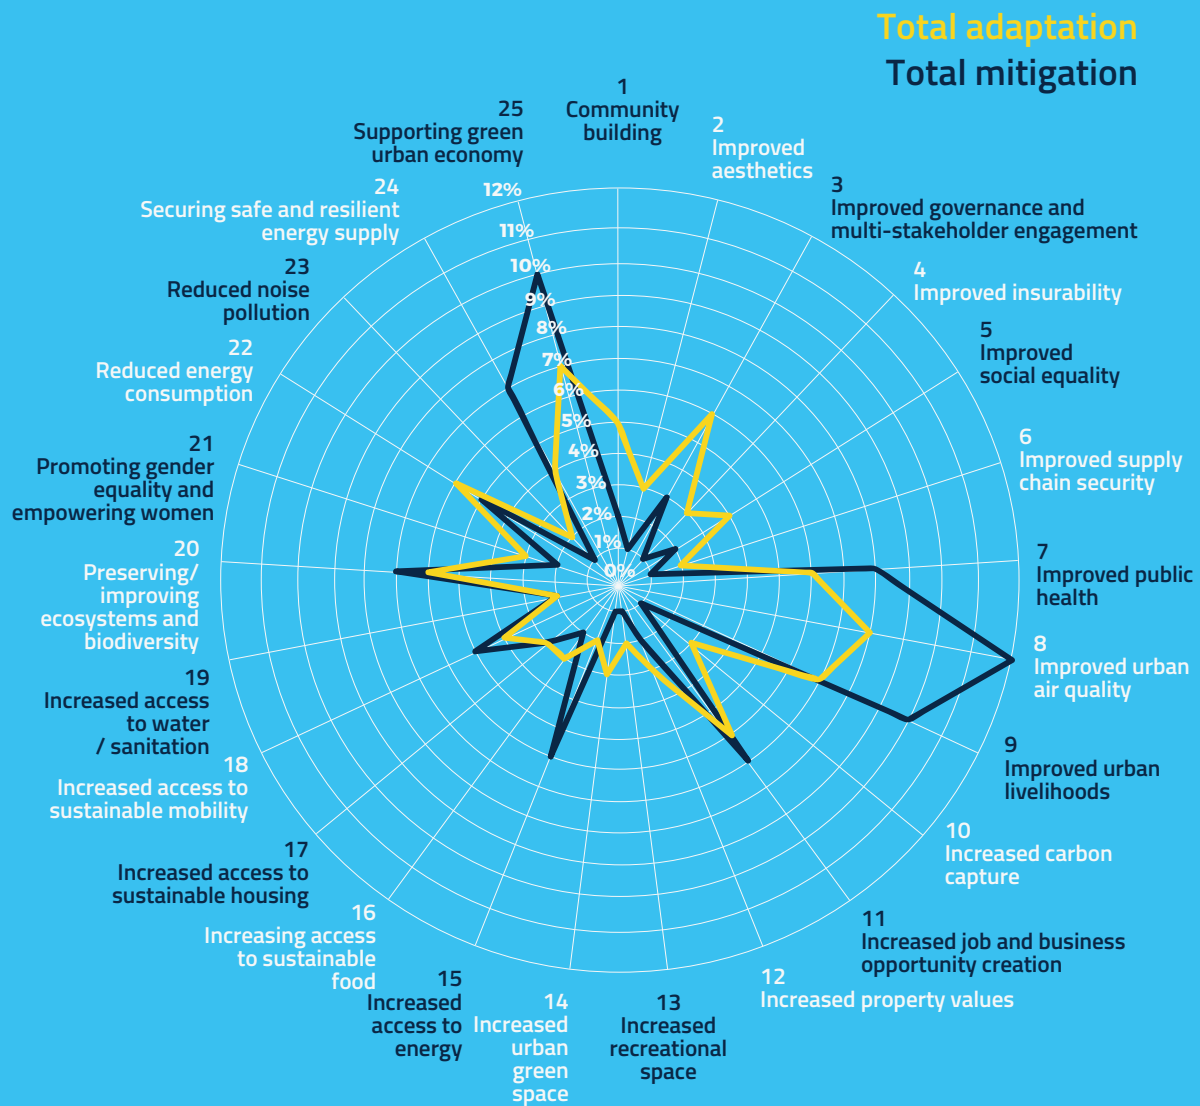 Total adaptation
Total mitigation
1
Community
building
2
Improved
aesthetics
3
Improved governance and
multi-stakeholder engagement
4
Improved insurability
5
Improved
social equality
6
Improved supply
chain security
7
Improved public
health
8
Improved urban
air quality
9
Improved urban
livelihoods
10
Increased carbon
capture
11
Increased job and business
opportunity creation
12
Increased property values
13
Increased
recreational
space
14
Increased
urban
green
space
15
Increased
access to
energy
16
Increasing access
to sustainable
food
17
Increased access to
sustainable housing
18
Increased access to
sustainable mobility
19
Increased access
to water
/ sanitation
20
Preserving/
improving
ecosystems and
biodiversity
21
Promoting gender
equality and
empowering women
22
Reduced energy
consumption
23
Reduced noise
pollution
24
Securing safe and resilient
energy supply
25
Supporting green
urban economy
12%
11%
10%
9%
8%
7%
6%
5%
4%
3%
2%
1%
0%